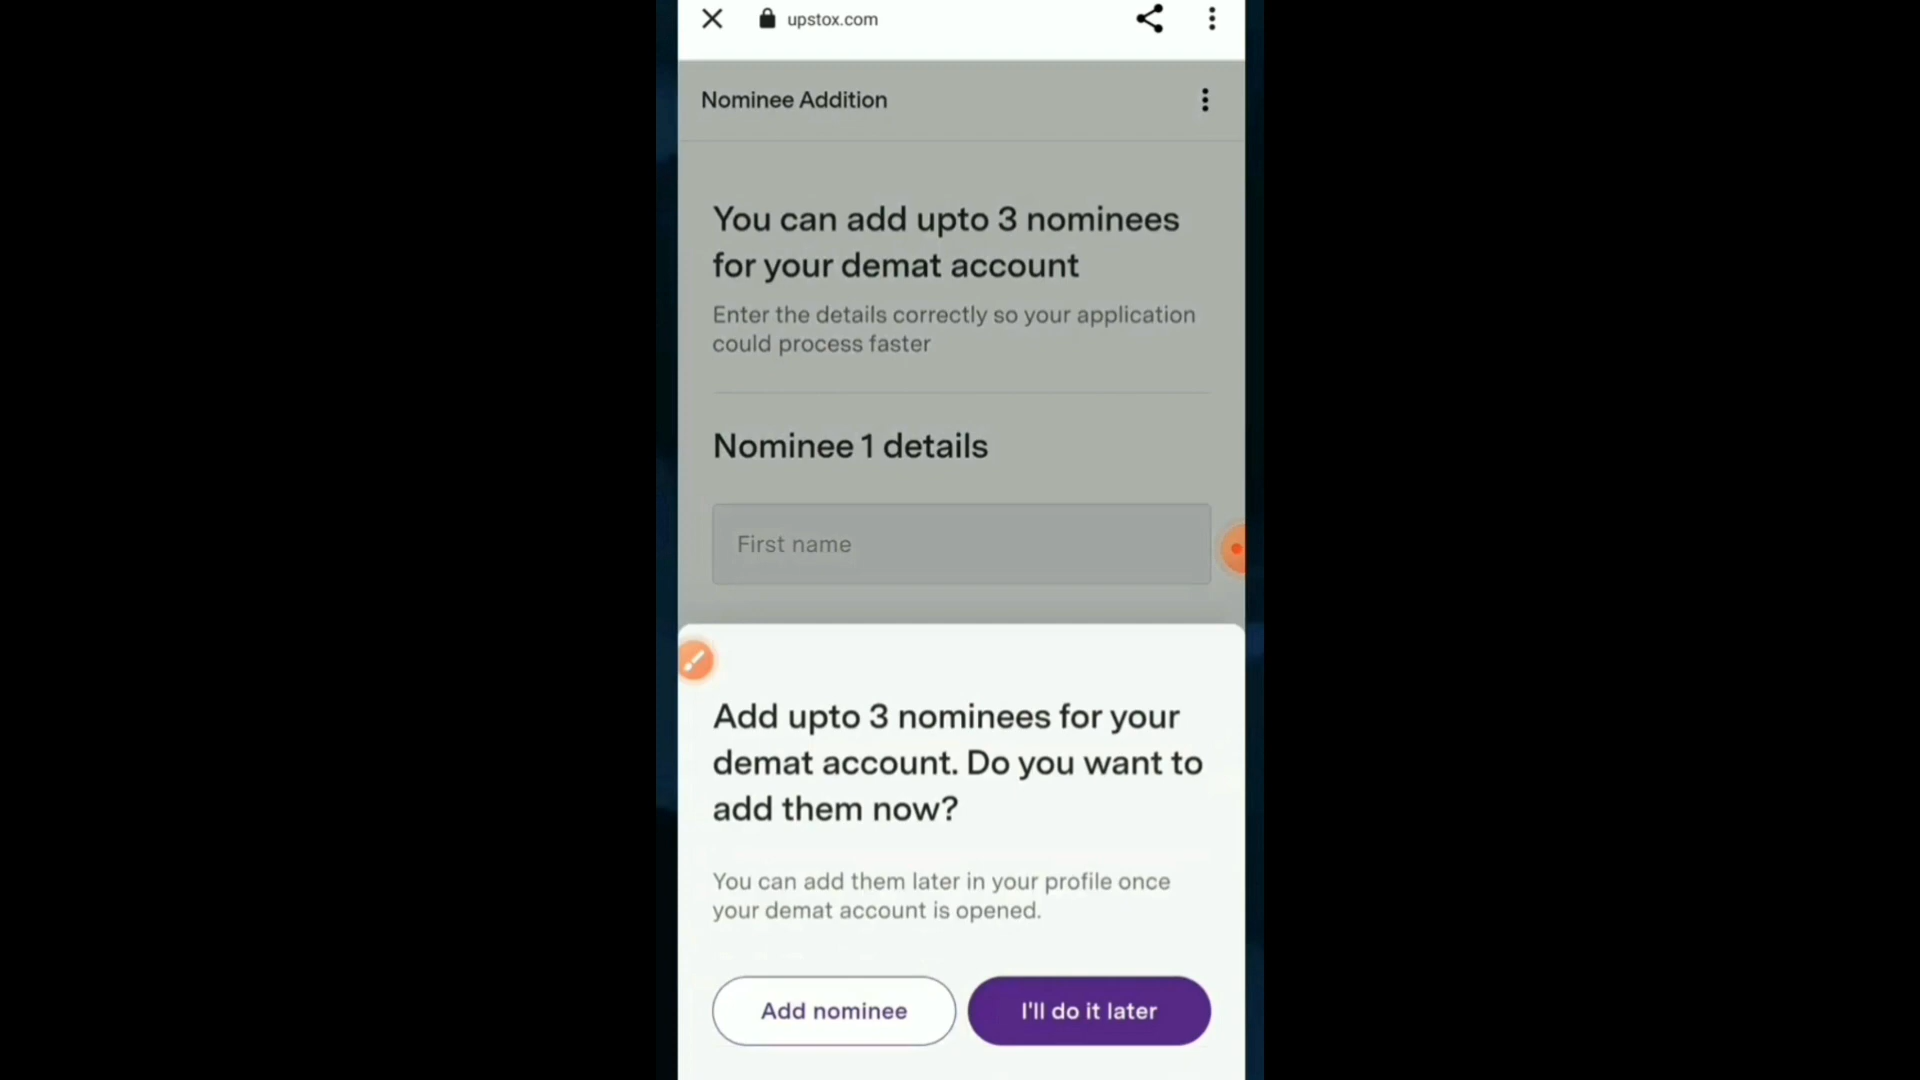 upstox.com
Nominee Addition
You can add upto 3 nominees
for your demat account
Enter the details correctly so your application
could process faster
Nominee 1 details
First name
Add upto 3 nominees for your
demat account. Do you want to
add them now?
You can add them later in your profile once
your demat account is opened.
Add nominee
I'll do it later